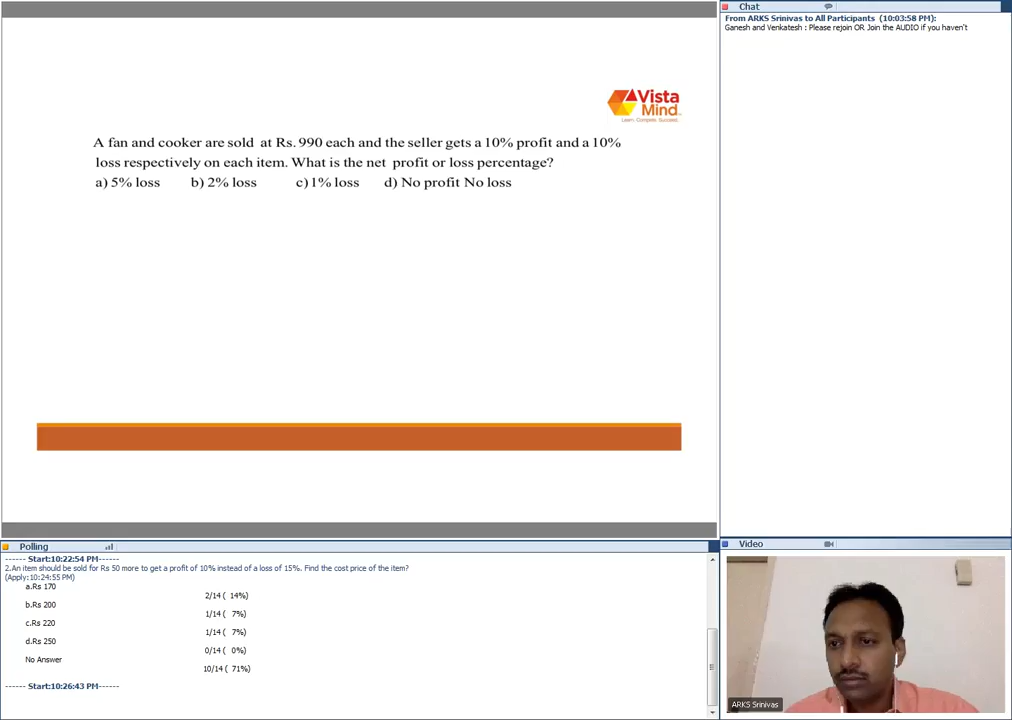 Chat
From ARKS Srinivas to All Participants (10:03:58 PM):
Ganesh and Venkatesh : Please rejoin OR Join the AUDIO if you haven't
Vista
Mind
Learn. Compete. Succeed.
A fan and cooker are sold at Rs. 990 each and the seller gets a 10% profit and a 10%
loss respectively on each item. What is the net profit or loss percentage?
a) 5% loss b) 2% loss c) 1% loss d) No profit No loss
Polling
------ Start:10:22:54 PM------
2.An item should be sold for Rs 50 more to get a profit of 10% instead of a loss of 15%. Find the cost price of the item?
(Apply:10:24:55 PM)
a.Rs 170
2/14 ( 14%)
b.Rs 200
1/14 ( 7%)
c.Rs 220
1/14 ( 7%)
d.Rs 250
0/14 ( 0%)
No Answer
10/14 ( 71%)
------ Start:10:26:43 PM------
Video
ARKS Srinivas